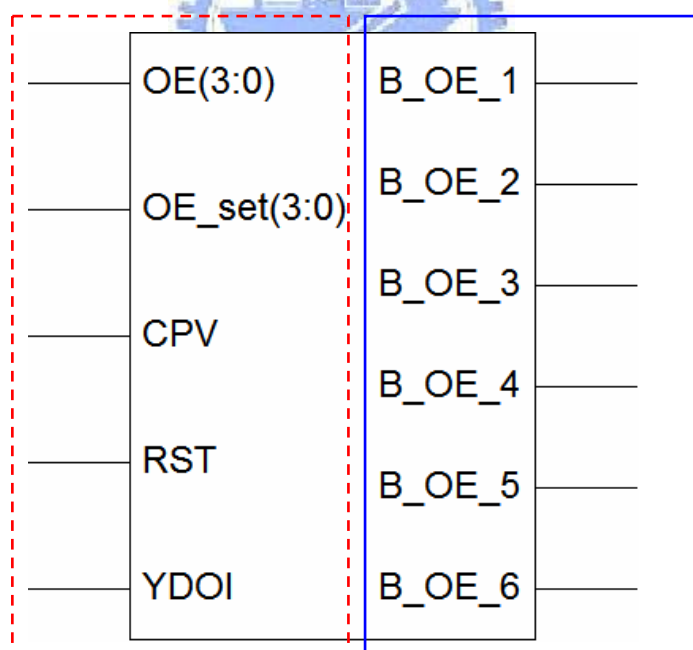 OE(3:0)
OE_set(3:0)
CPV
RST
YDOI
B_OE_1
B_OE_2
B_OE_3
B_OE_4
B_OE_5
B_OE_6